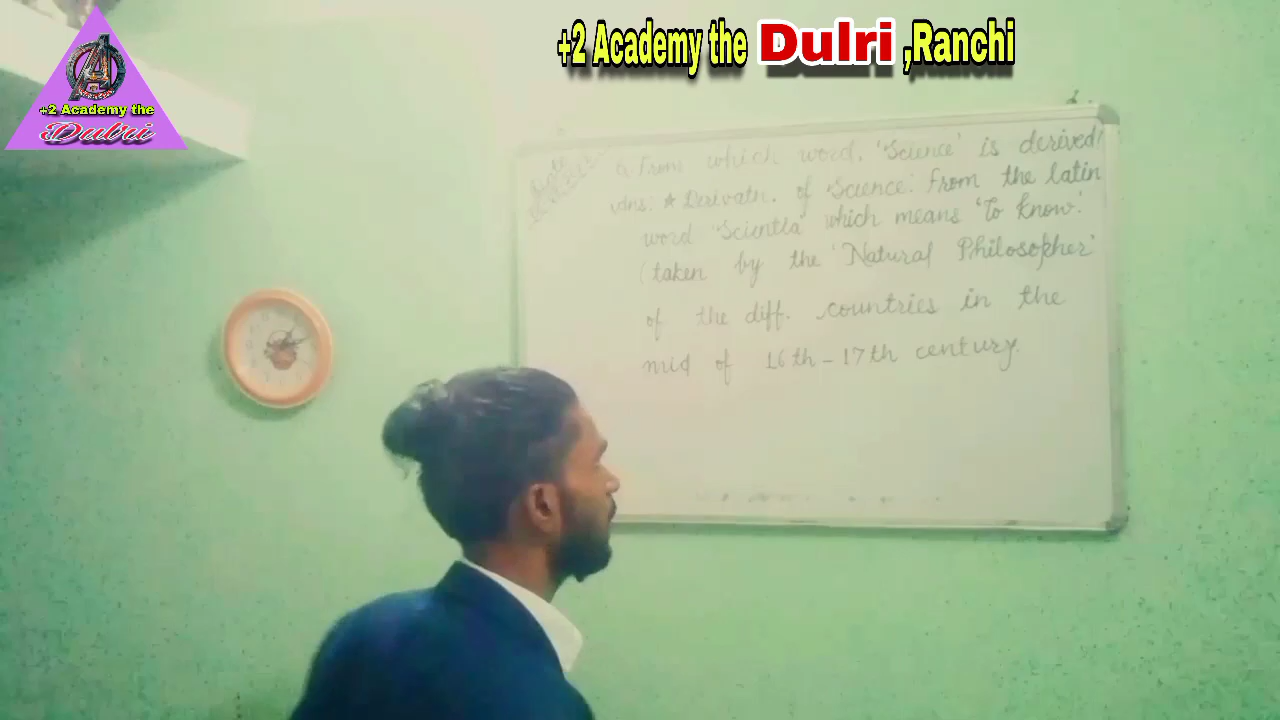 +2 Academy the Dulri ,Ranchi
+2 Academy the
Dulri
Q. From which word, 'Science' is derived?
Ans: * Derivatn. of Science: From the latin
word 'Scientia' which means 'To know'.
(taken by the 'Natural Philosopher'
of the diff. countries in the
mid of 16th - 17th century.